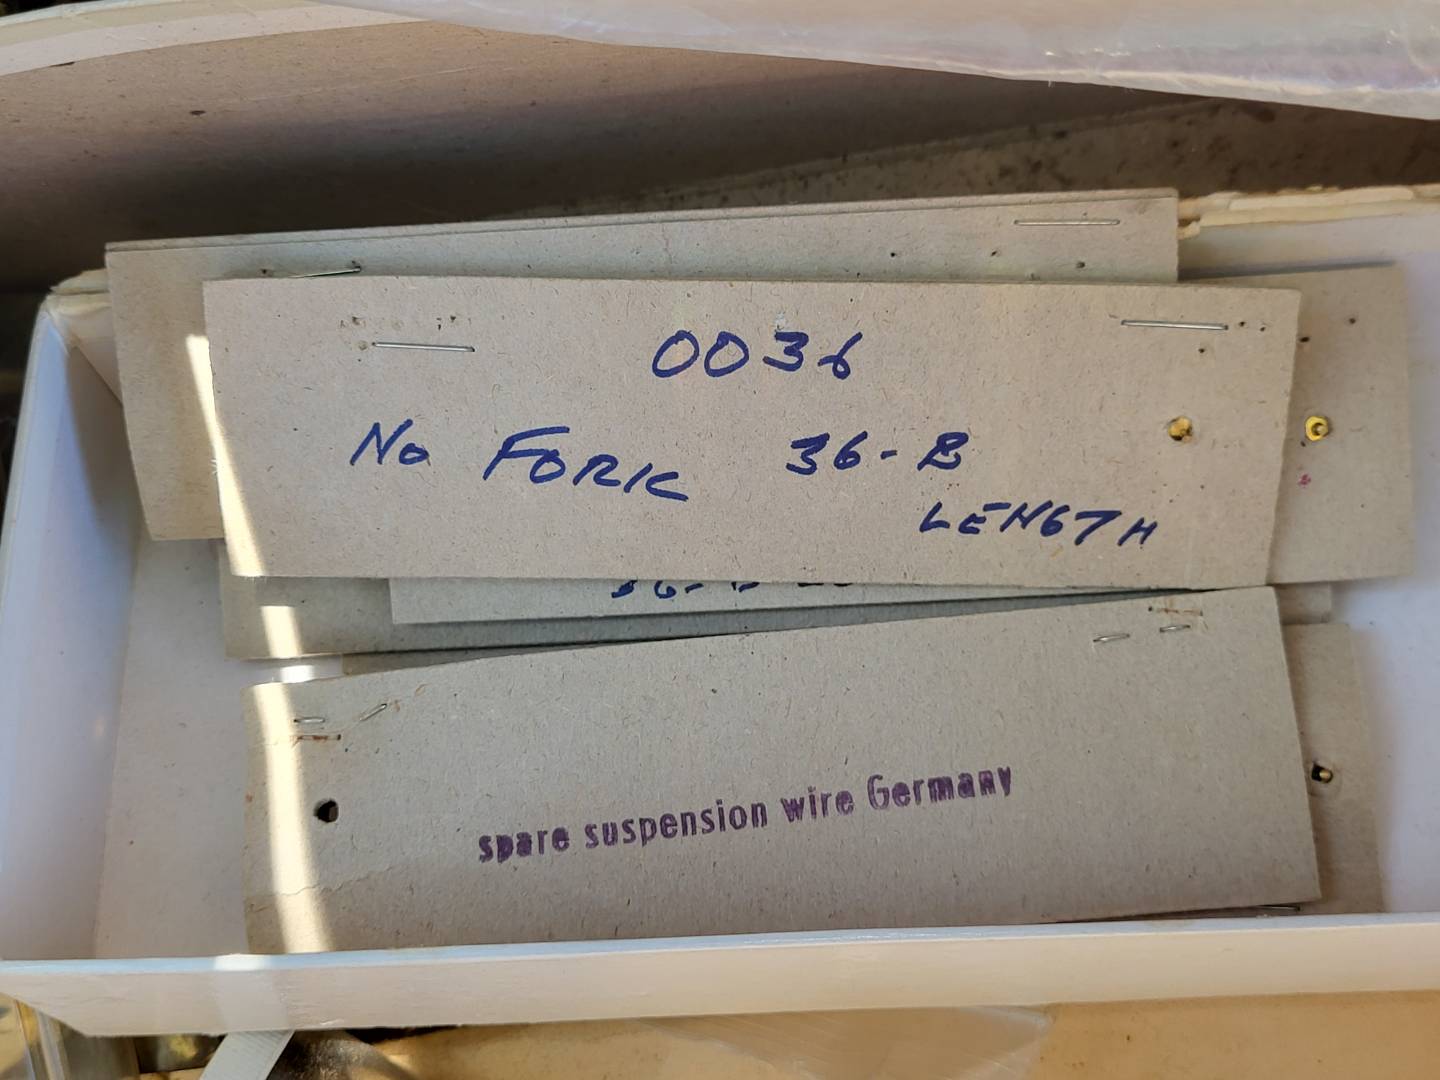 0036
No FORK 36-B
LENGTH
spare suspension wire Germany